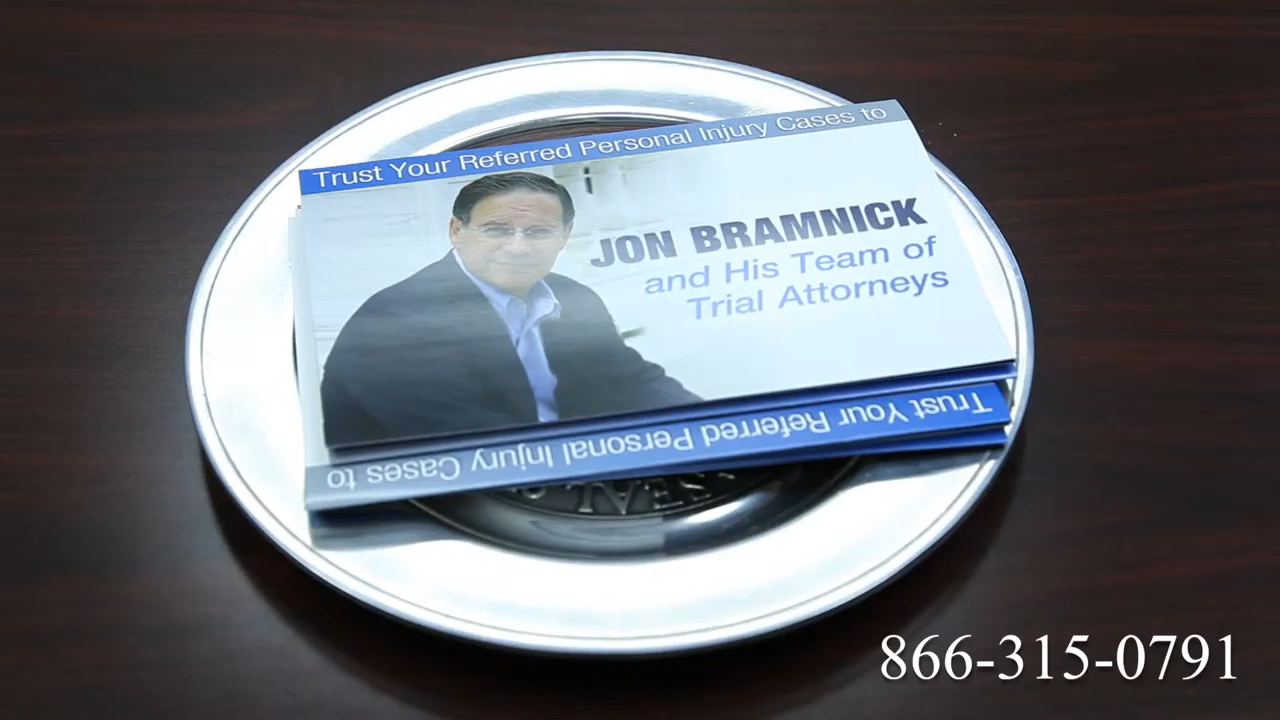 Trust Your Referred Personal Injury Cases to
JON BRAMNICK
and His Team of
Trial Attorneys
Trust Your Referred Personal Injury Cases to
866-315-0791